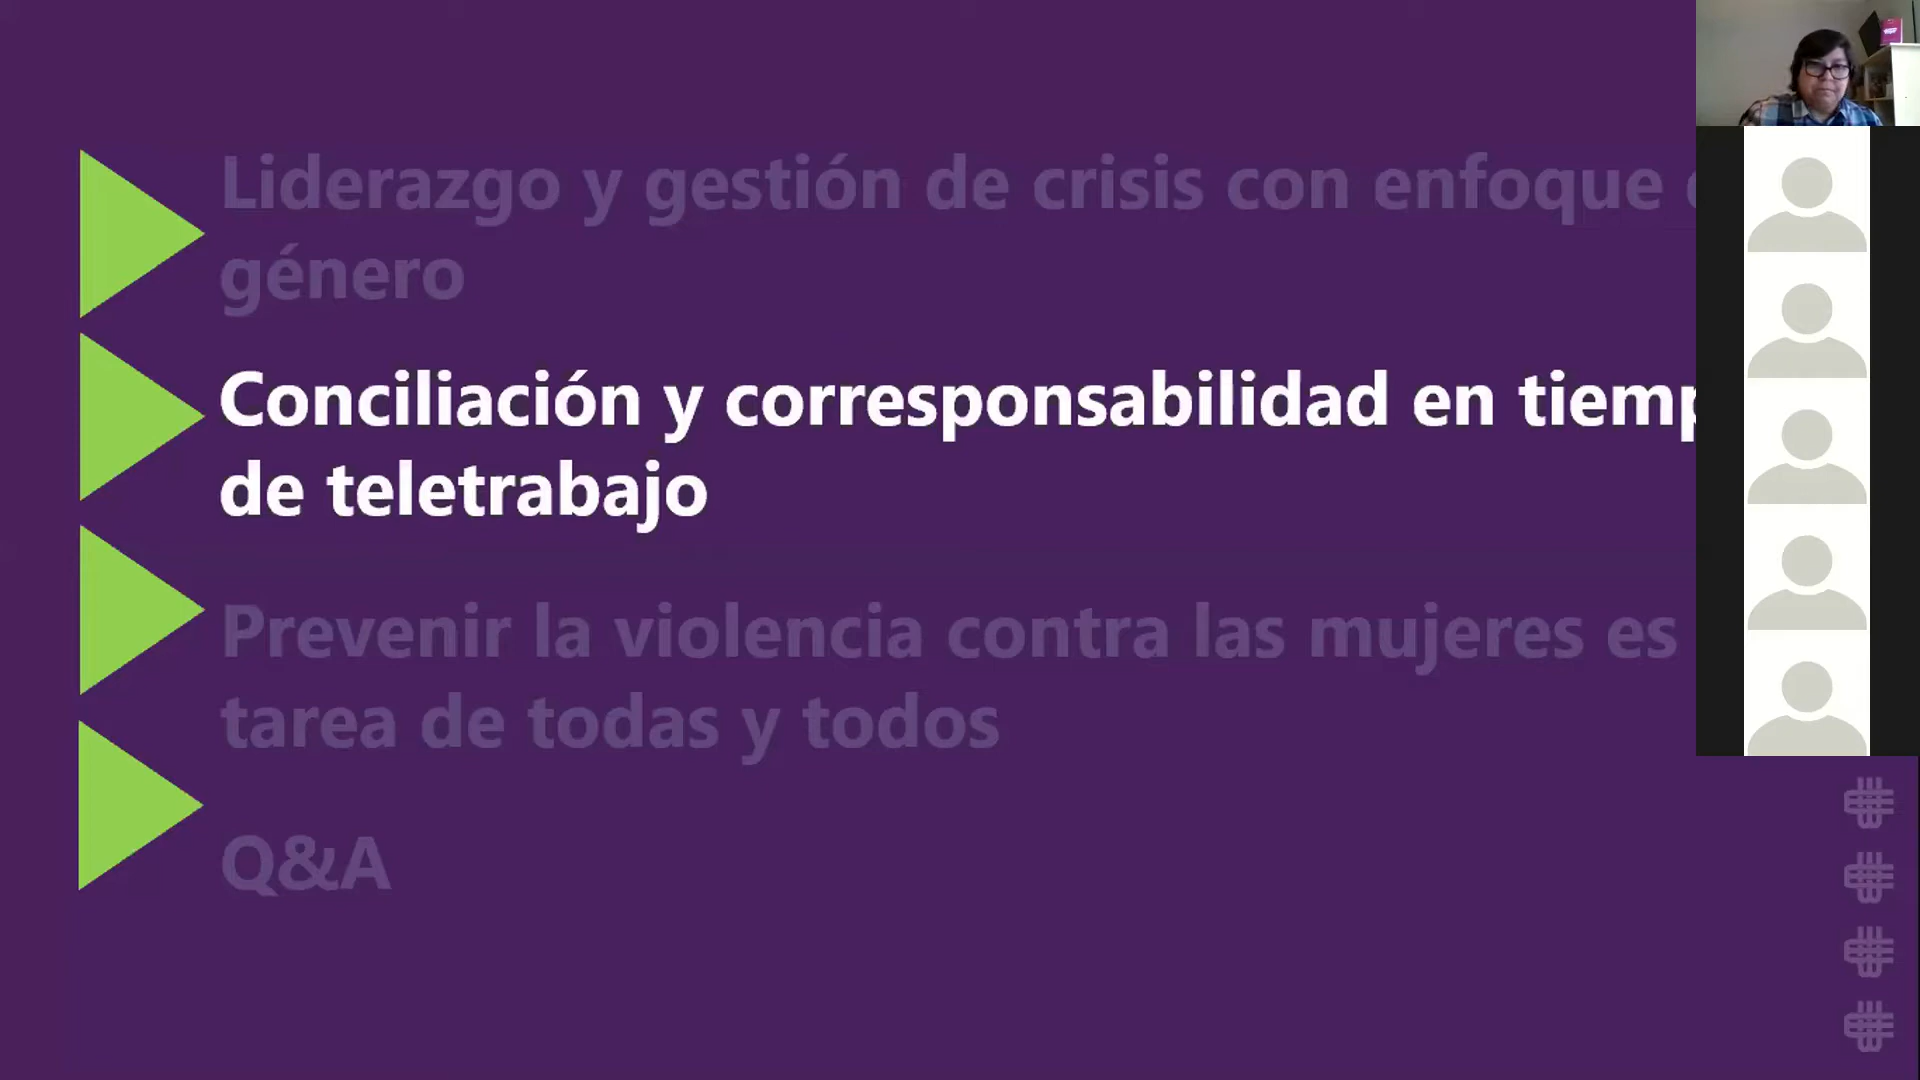 Liderazgo y gestión de crisis con enfoque
género
Conciliación y corresponsabilidad en tiemp
de teletrabajo
Prevenir la violencia contra las mujeres es
tarea de todas y todos
Q&A